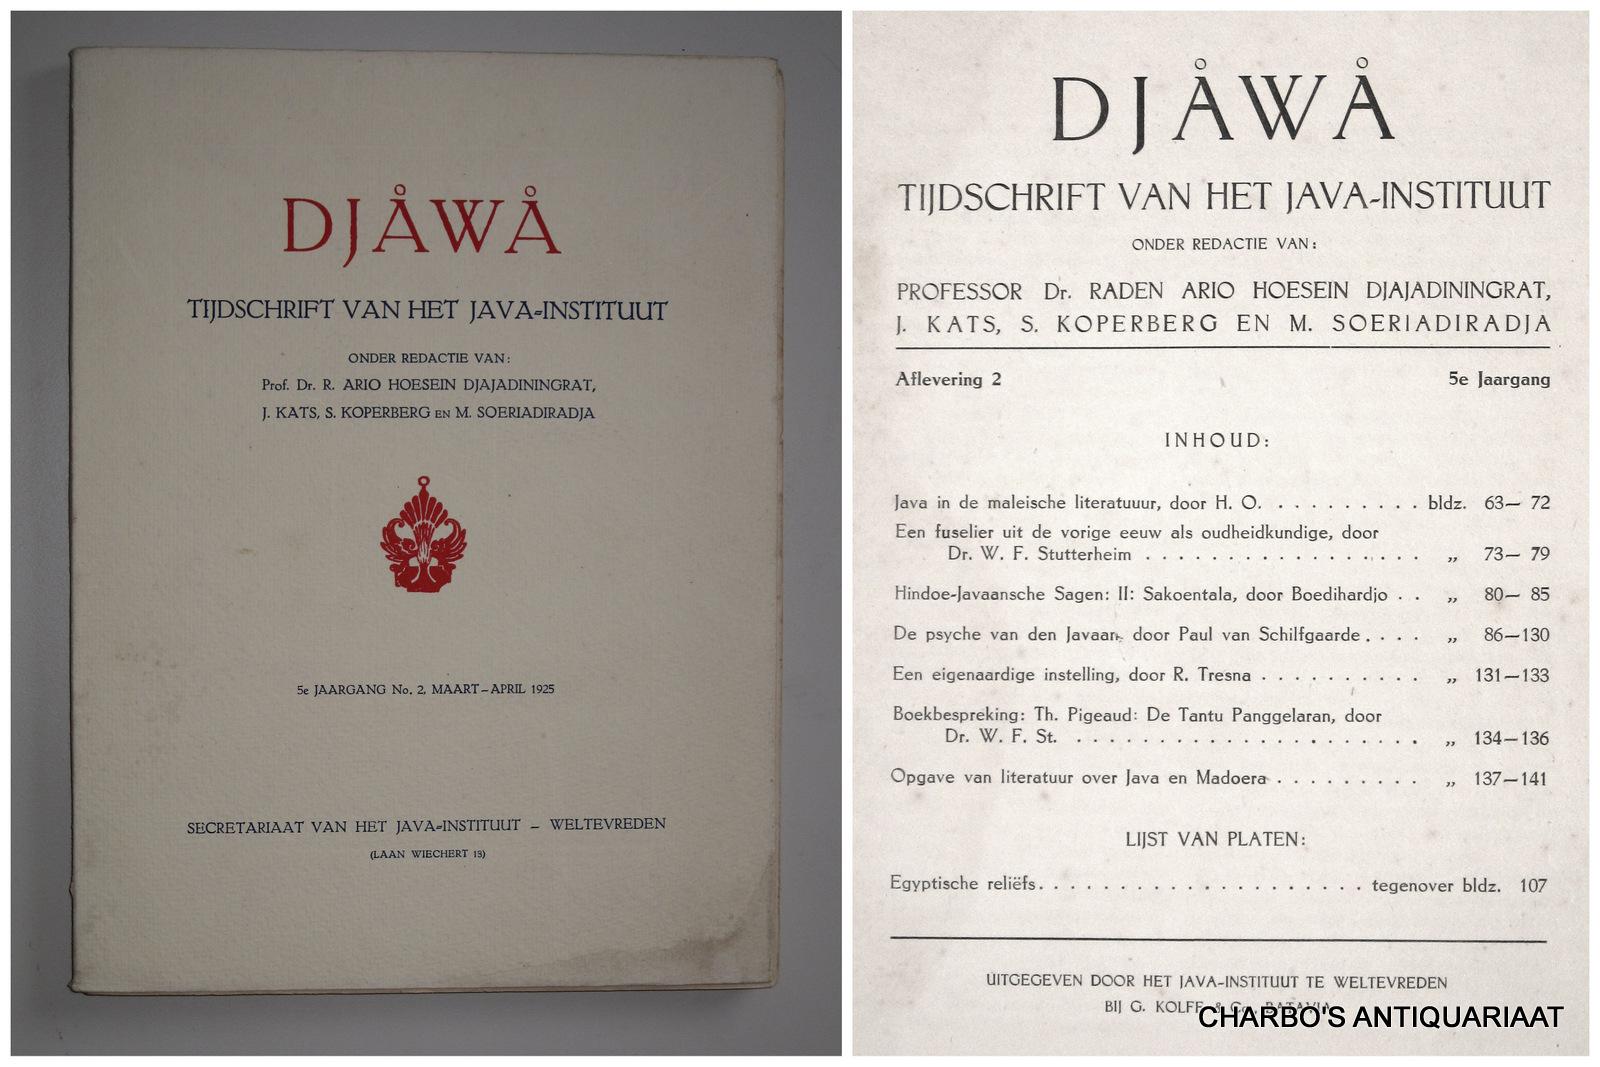 DJÅWÅ
TIJDSCHRIFT VAN HET JAVA-INSTITUUT
ONDER REDACTIE VAN:
Prof. Dr. R. ARIO HOESEIN DJAJADININGRAT,
J. KATS, S. KOPERBERG EN M. SOERIADIRADJA
5e JAARGANG No. 2, MAART–APRIL 1925
SECRETARIAAT VAN HET JAVA-INSTITUUT – WELTEVREDEN
(LAAN WIECHERT 13)
DJÅWÅ
TIJDSCHRIFT VAN HET JAVA-INSTITUUT
ONDER REDACTIE VAN:
PROFESSOR Dr. RADEN ARIO HOESEIN DJAJADININGRAT,
J. KATS, S. KOPERBERG EN M. SOERIADIRADJA
Aflevering 2 5e Jaargang
INHOUD:
Java in de maleische literatuuur, door H. O. . . . . . . . . . bldz. 63— 72
Een fuselier uit de vorige eeuw als oudheidkundige, door
Dr. W. F. Stutterheim . . . . . . . . . . . . . . . . „ 73— 79
Hindoe-Javaansche Sagen: II: Sakoentala, door Boedihardjo . . „ 80— 85
De psyche van den Javaan, door Paul van Schilfgaarde . . . . „ 86—130
Een eigenaardige instelling, door R. Tresna . . . . . . . . . . „ 131—133
Boekbespreking: Th. Pigeaud: De Tantu Panggelaran, door
Dr. W. F. St. . . . . . . . . . . . . . . . . . . . . . „ 134—136
Opgave van literatuur over Java en Madoera . . . . . . . . . „ 137—141
LIJST VAN PLATEN:
Egyptische reliëfs. . . . . . . . . . . . . . . . . . . . . tegenover bldz. 107
UITGEGEVEN DOOR HET JAVA-INSTITUUT TE WELTEVREDEN
BIJ G. KOLFF & Co. BATAVIA
CHARBO'S ANTIQUARIAAT